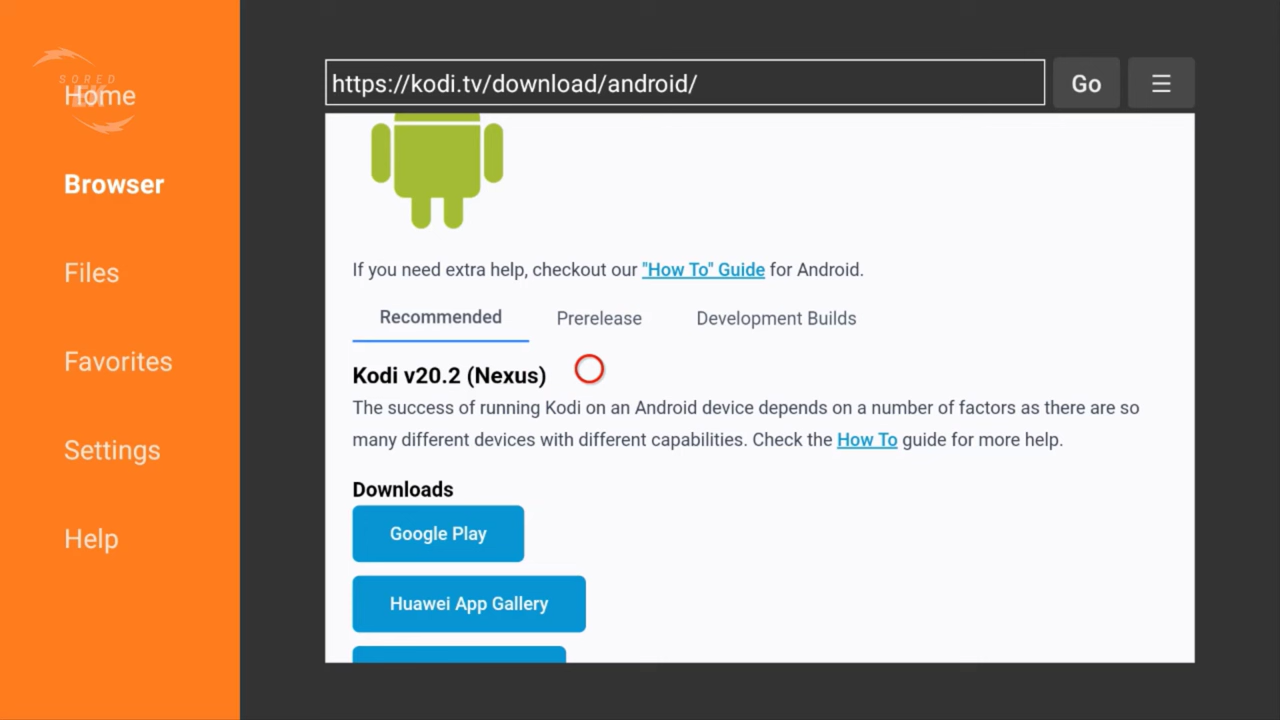 SORED
Home
Browser
Files
Favorites
Settings
Help
https://kodi.tv/download/android/
Go
If you need extra help, checkout our "How To" Guide for Android.
Recommended Prerelease Development Builds
Kodi v20.2 (Nexus)
The success of running Kodi on an Android device depends on a number of factors as there are so
many different devices with different capabilities. Check the How To guide for more help.
Downloads
Google Play
Huawei App Gallery